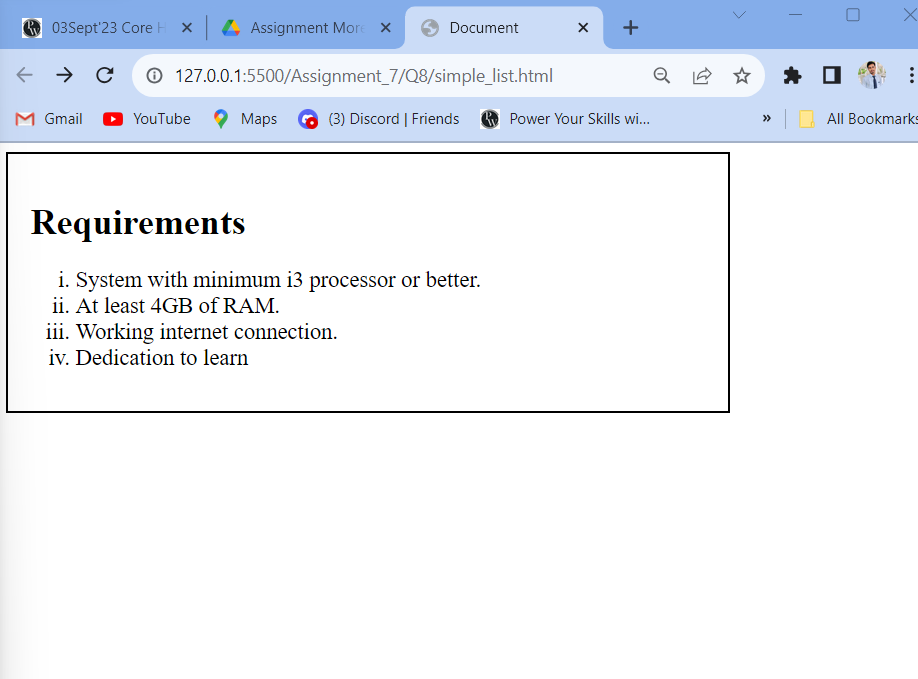 03Sept'23 Core H
Assignment More
Document
127.0.0.1:5500/Assignment_7/Q8/simple_list.html
Gmail
YouTube
Maps
(3) Discord | Friends
Power Your Skills wi...
»
All Bookmarks
Requirements
i. System with minimum i3 processor or better.
ii. At least 4GB of RAM.
iii. Working internet connection.
iv. Dedication to learn